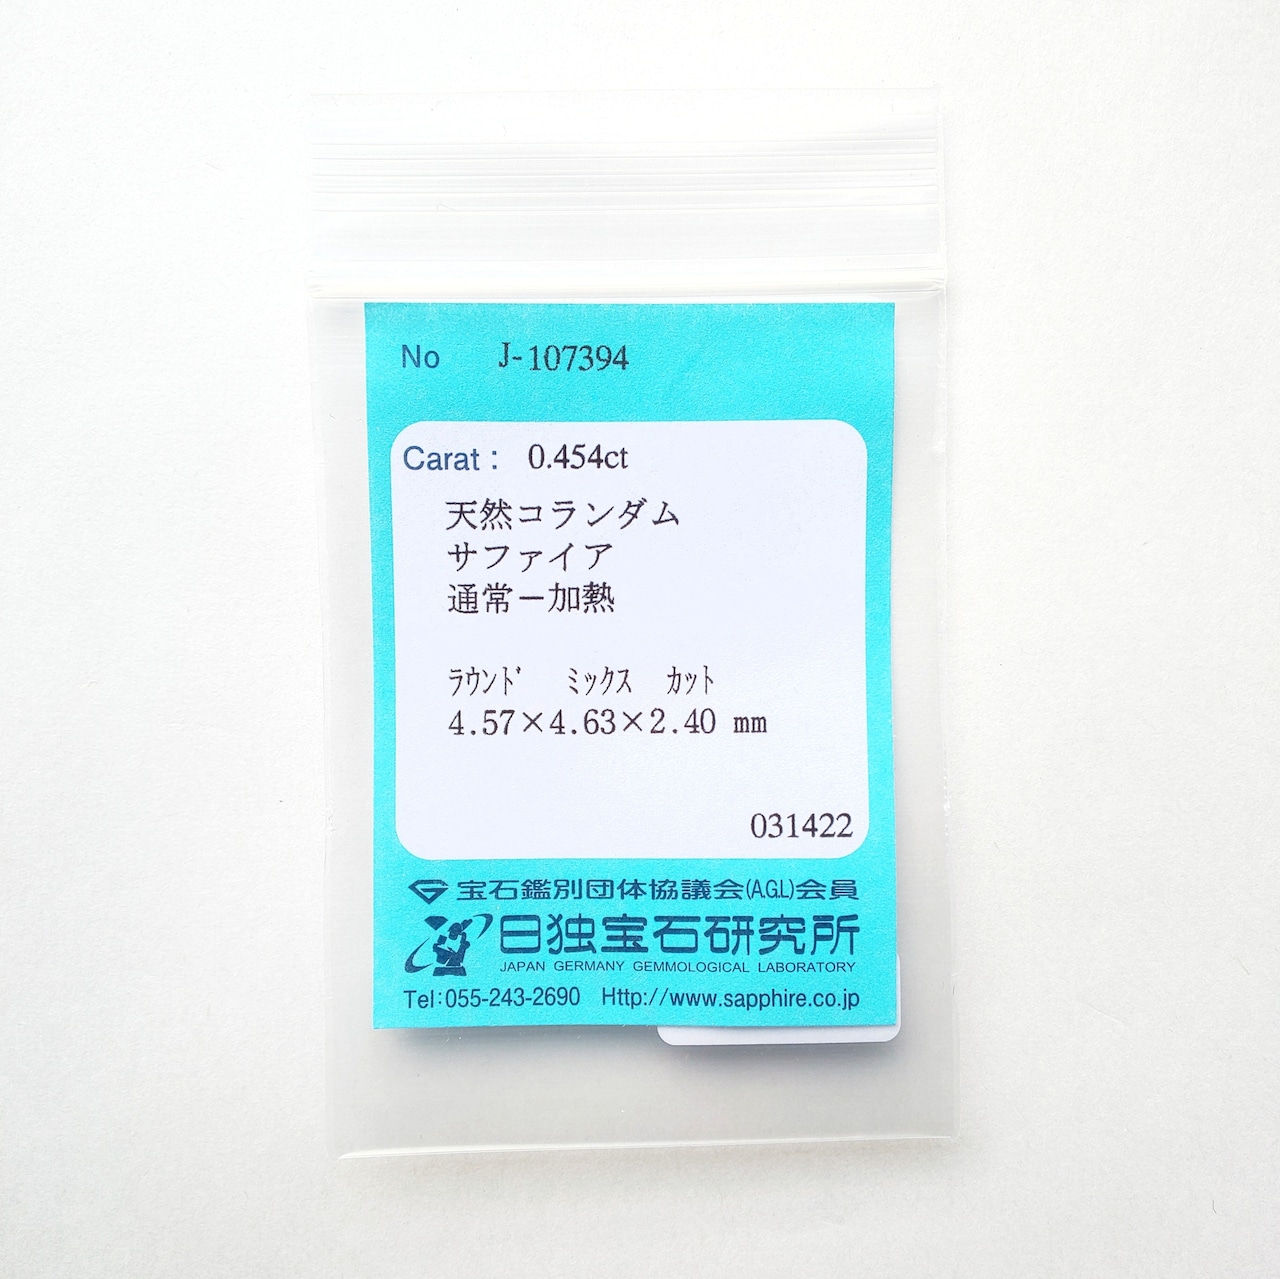 No J-107394
Carat: 0.454ct
天然コランダム
サファイア
通常－加熱
ﾗｳﾝﾄﾞ ﾐｯｸｽ ｶｯﾄ
4.57×4.63×2.40 mm
031422
宝石鑑別団体協議会(A.G.L)会員
日独宝石研究所
JAPAN GERMANY GEMMOLOGICAL LABORATORY
Tel:055-243-2690 Http://www.sapphire.co.jp